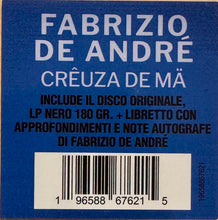 FABRIZIO
DE ANDRÉ
CRÊUZA DE MÄ
INCLUDE IL DISCO ORIGINALE,
LP NERO 180 GR. + LIBRETTO CON
APPROFONDIMENTI E NOTE AUTOGRAFE
DI FABRIZIO DE ANDRÉ
1 96588 67621 5
19658867621